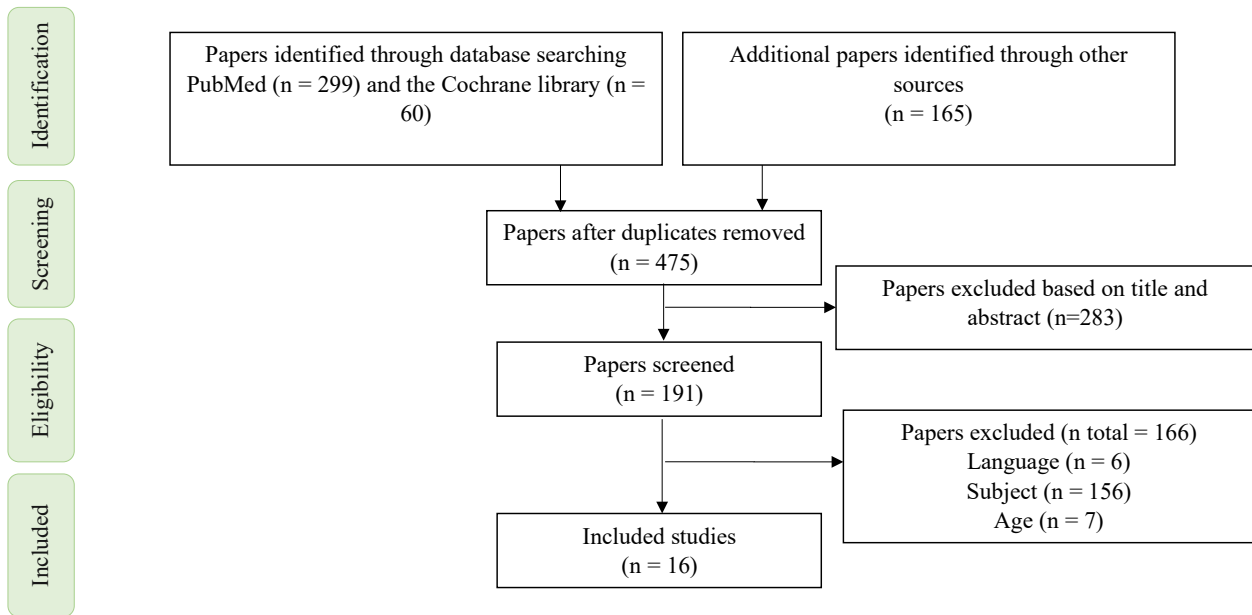 Identification
Papers identified through database searching
PubMed (n = 299) and the Cochrane library (n =
60)
Additional papers identified through other
sources
(n = 165)
Screening
Papers after duplicates removed
(n = 475)
Papers excluded based on title and
abstract (n=283)
Eligibility
Papers screened
(n = 191)
Papers excluded (n total = 166)
Language (n = 6)
Subject (n = 156)
Age (n = 7)
Included
Included studies
(n = 16)